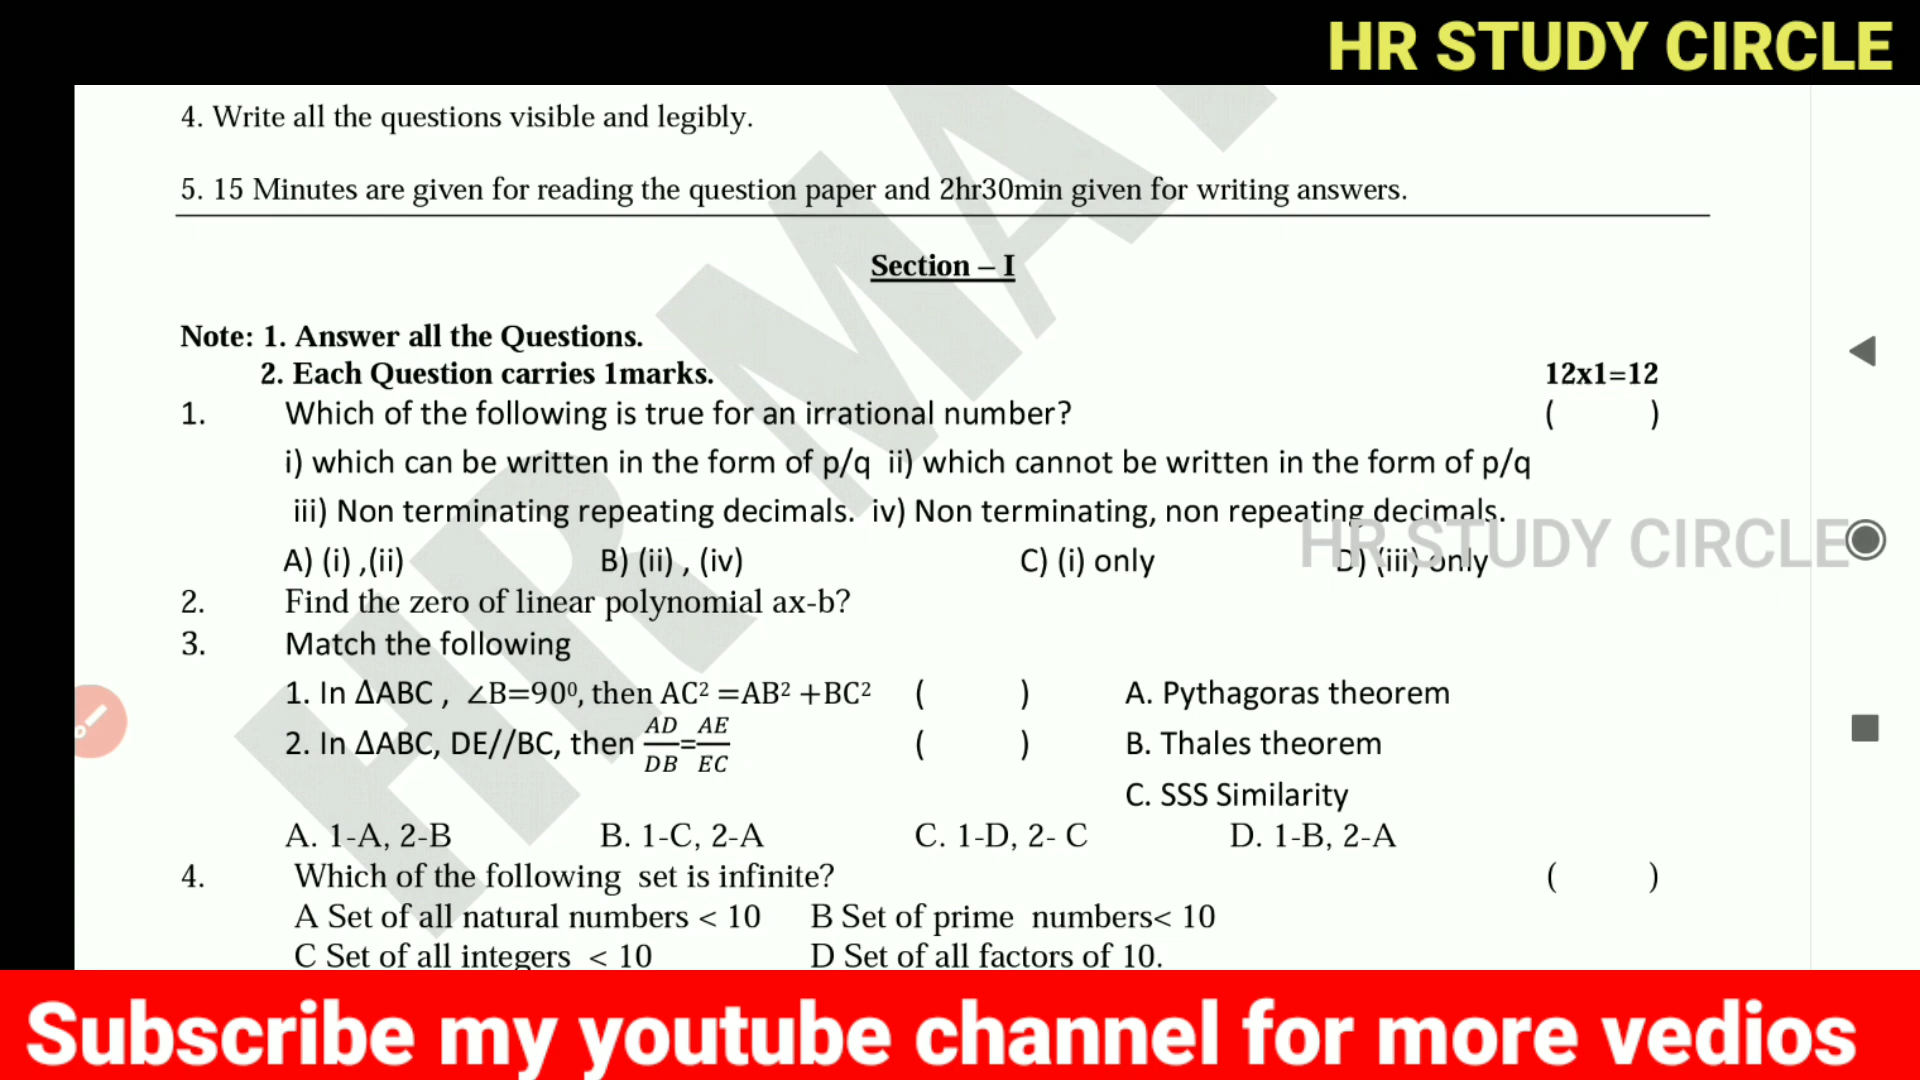 HR STUDY CIRCLE
4. Write all the questions visible and legibly.
5. 15 Minutes are given for reading the question paper and 2hr30min given for writing answers.
Section – I
Note: 1. Answer all the Questions.
2. Each Question carries 1marks. 12x1=12
1. Which of the following is true for an irrational number? ( )
i) which can be written in the form of p/q ii) which cannot be written in the form of p/q
iii) Non terminating repeating decimals. iv) Non terminating, non repeating decimals.
HR STUDY CIRCLE
A) (i) ,(ii) B) (ii) , (iv) C) (i) only D) (iii) only
2. Find the zero of linear polynomial ax-b?
3. Match the following
1. In ΔABC , ∠B=90⁰, then AC² =AB² +BC² ( ) A. Pythagoras theorem
2. In ΔABC, DE//BC, then AD/DB=AE/EC ( ) B. Thales theorem
C. SSS Similarity
A. 1-A, 2-B B. 1-C, 2-A C. 1-D, 2- C D. 1-B, 2-A
4. Which of the following set is infinite? ( )
A Set of all natural numbers < 10 B Set of prime numbers< 10
C Set of all integers < 10 D Set of all factors of 10.
Subscribe my youtube channel for more vedios